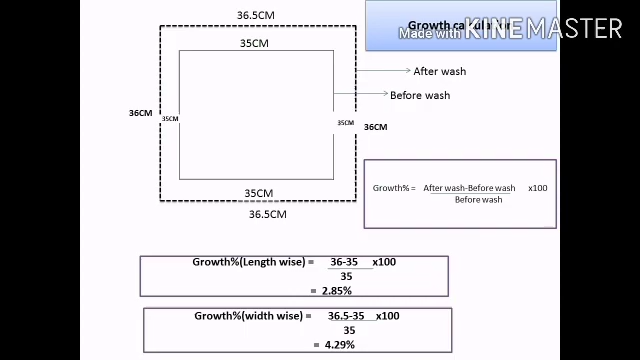 36.5CM
Growth calculation
Made with KINEMASTER
35CM
After wash
Before wash
36CM
35CM
35CM
36CM
35CM
36.5CM
Growth% = After wash-Before wash x100
Before wash
Growth%(Length wise) = 36-35 x100
35
= 2.85%
Growth%(width wise) = 36.5-35 x100
35
= 4.29%